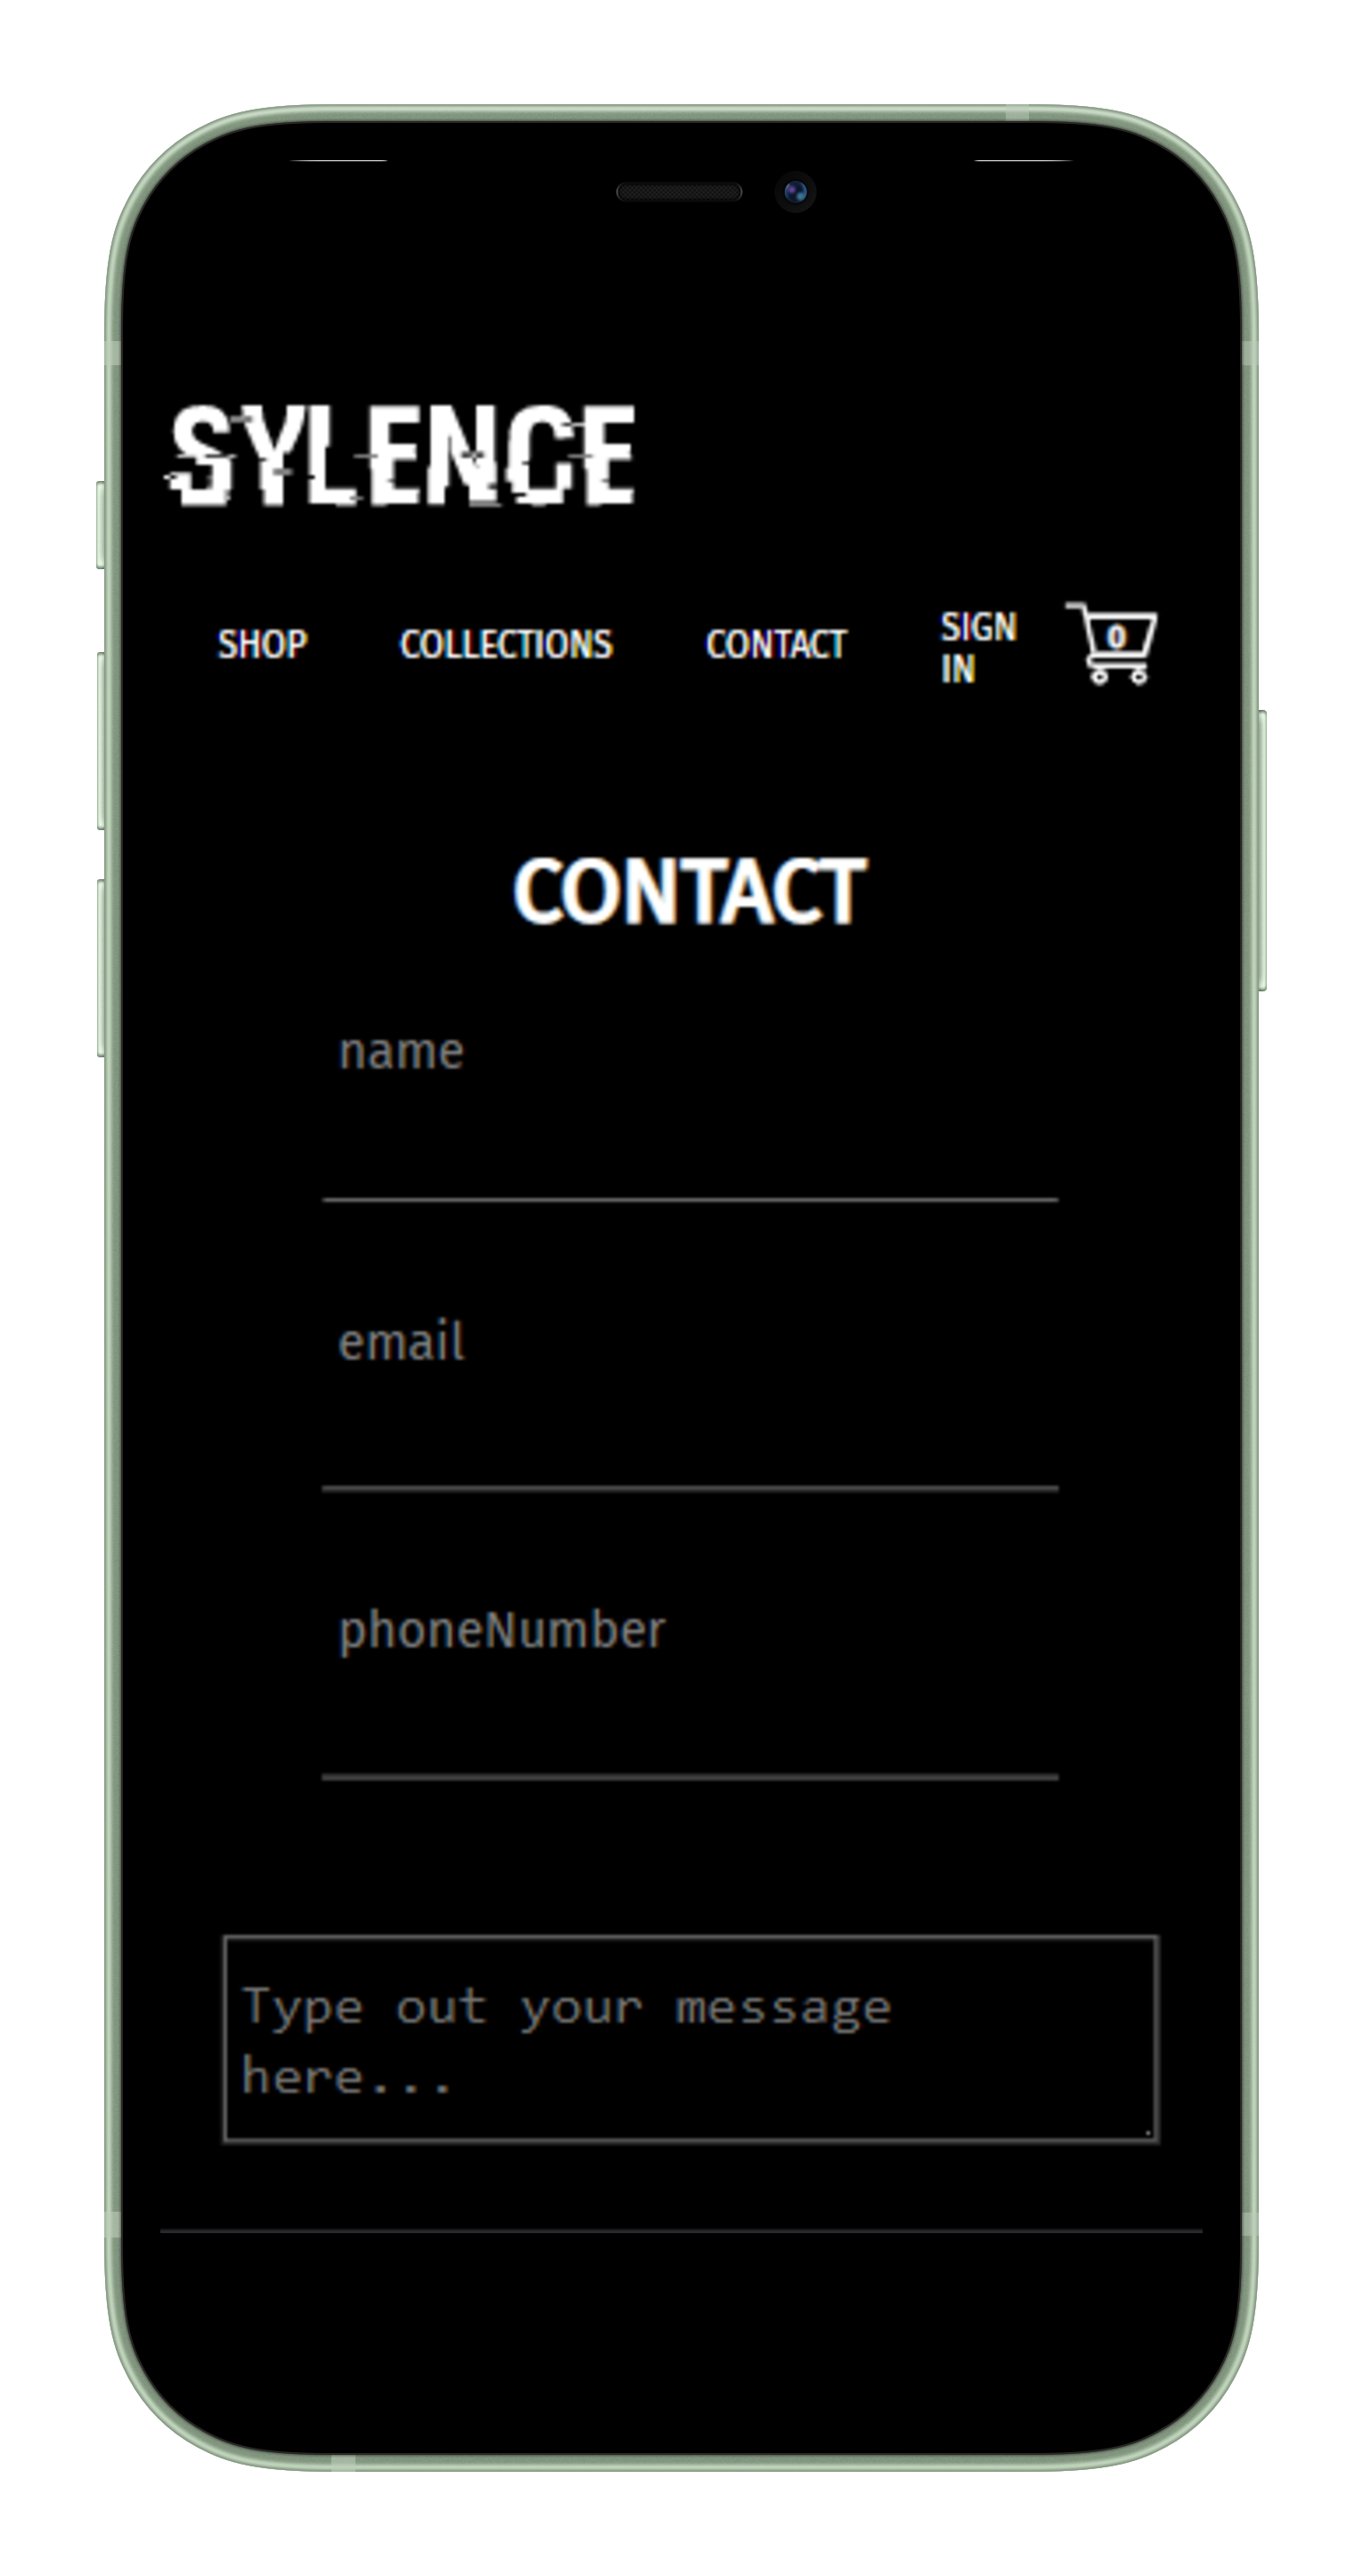 SYLENCE
SHOP COLLECTIONS CONTACT SIGN IN 0
CONTACT
name
email
phoneNumber
Type out your message
here...